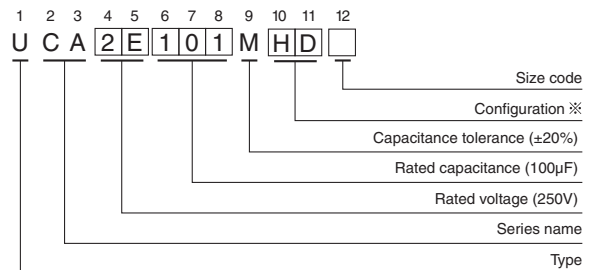 1 2 3 4 5 6 7 8 9 10 11 12
U C A 2 E 1 0 1 M H D
Size code
Configuration ※
Capacitance tolerance (±20%)
Rated capacitance (100µF)
Rated voltage (250V)
Series name
Type